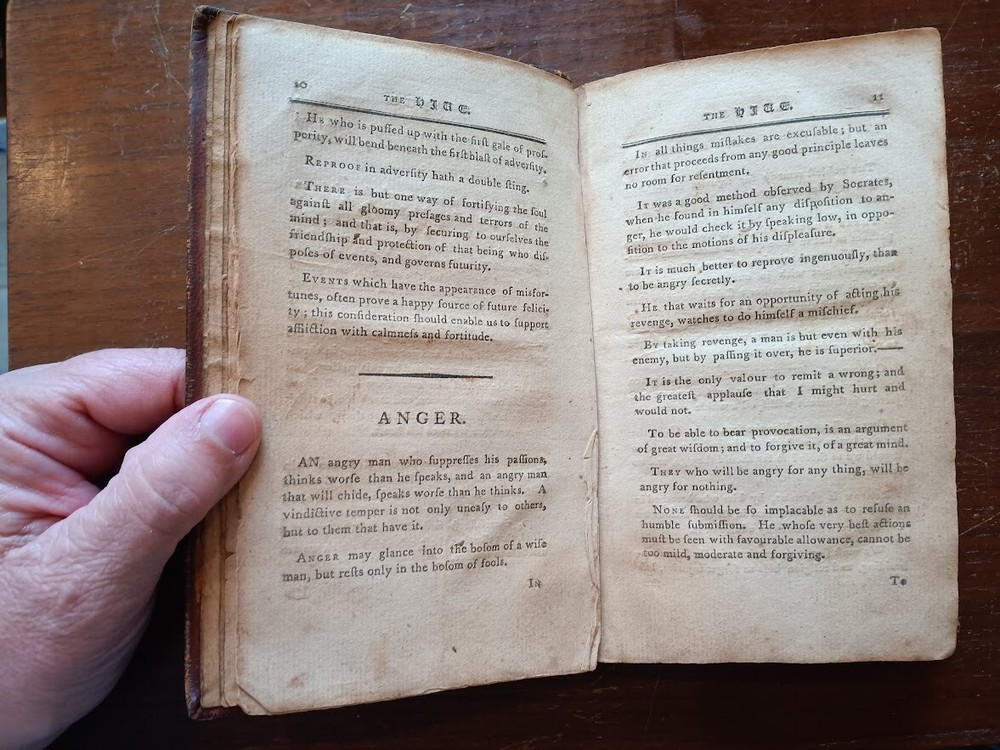 10
THE HIVE.
He who is puffed up with the firſt gale of proſ-
perity, will bend beneath the firſt blaſt of adverſity.
REPROOF in adverſity hath a double ſting.
THERE is but one way of fortifying the ſoul
againſt all gloomy preſages and terrors of the
mind; and that is, by ſecuring to ourſelves the
friendſhip and protection of that being who diſ-
poſes of events, and governs futurity.
EVENTS which have the appearance of misfor-
tunes, often prove a happy ſource of future felici-
ty; this conſideration ſhould enable us to ſupport
affliction with calmneſs and fortitude.
ANGER.
AN angry man who ſuppreſſes his paſſions,
thinks worſe than he ſpeaks, and an angry man
that will chide, ſpeaks worſe than he thinks. A
vindictive temper is not only uneaſy to others,
but to them that have it.
ANGER may glance into the boſom of a wiſe
man, but reſts only in the boſom of fools.
In
THE HIVE.
11
IN all things miſtakes are excuſable; but an
error that proceeds from any good principle leaves
no room for reſentment.
IT was a good method obſerved by Socrates,
when he found in himſelf any diſpoſition to an-
ger, he would check it by ſpeaking low, in oppo-
ſition to the motions of his diſpleaſure.
IT is much better to reprove ingenuouſly, than
to be angry ſecretly.
HE that waits for an opportunity of acting his
revenge, watches to do himſelf a miſchief.
BY taking revenge, a man is but even with his
enemy, but by paſſing it over, he is ſuperior.
IT is the only valour to remit a wrong; and
the greateſt applauſe that I might hurt and
would not.
To be able to bear provocation, is an argument
of great wiſdom; and to forgive it, of a great mind.
THEY who will be angry for any thing, will be
angry for nothing.
NONE ſhould be ſo implacable as to refuſe an
humble ſubmiſſion. He whoſe very beſt actions
muſt be ſeen with favourable allowance, cannot be
too mild, moderate and forgiving.
To